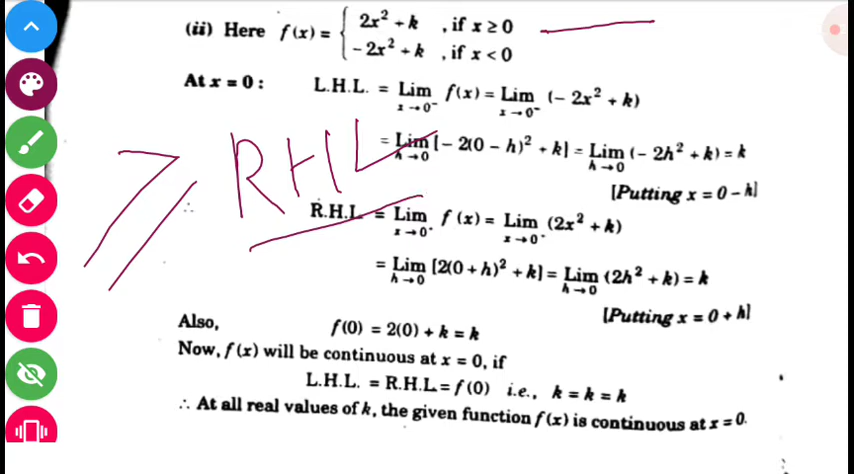 (ii) Here f(x) = { 2x² + k , if x ≥ 0
− 2x² + k , if x < 0
At x = 0 : L.H.L. = Lim x→0⁻ f(x) = Lim x→0⁻ (− 2x² + k)
= Lim h→0 [− 2(0 − h)² + k] = Lim h→0 (− 2h² + k) = k
[Putting x = 0 − h]
RHL
∴ R.H.L. = Lim x→0⁺ f(x) = Lim x→0⁺ (2x² + k)
= Lim h→0 [2(0 + h)² + k] = Lim h→0 (2h² + k) = k
[Putting x = 0 + h]
Also, f(0) = 2(0) + k = k
Now, f(x) will be continuous at x = 0, if
L.H.L. = R.H.L = f(0) i.e., k = k = k
∴ At all real values of k, the given function f(x) is continuous at x = 0.